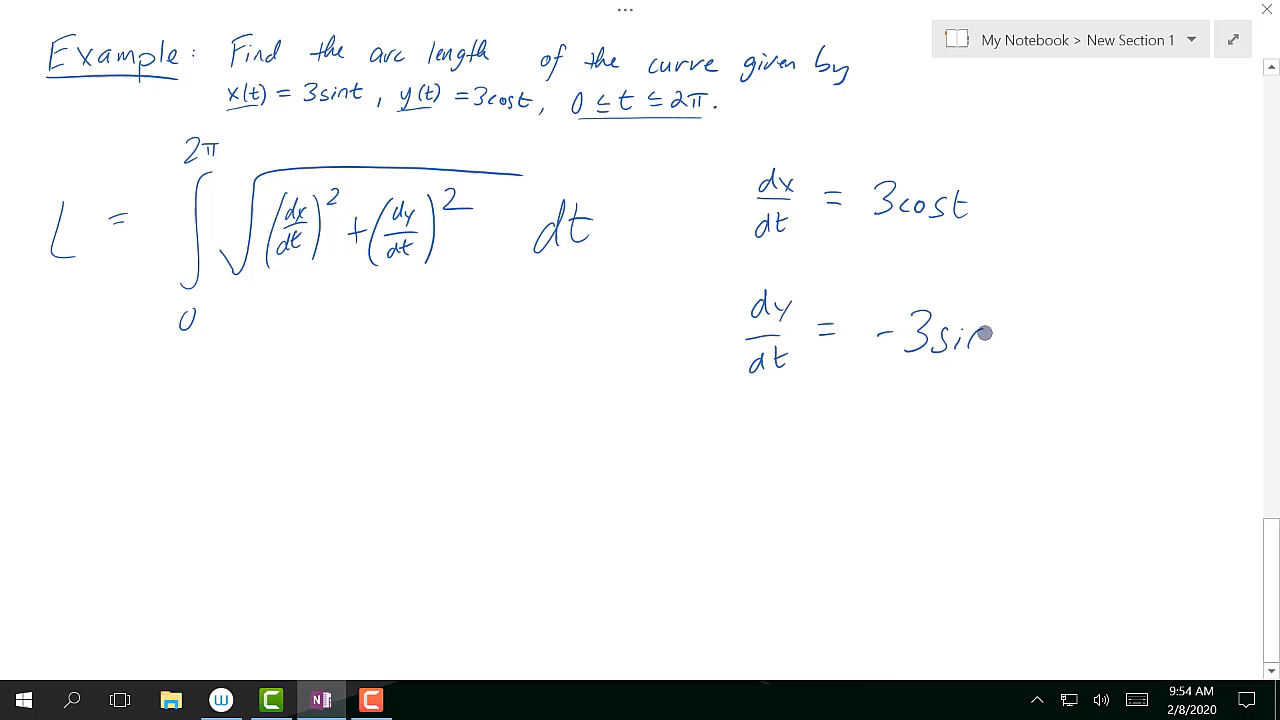 ...
My Notebook > New Section 1
Example: Find the arc length of the curve given by
x(t) = 3sint, y(t) = 3cost, 0 ≤ t ≤ 2π.
L = ∫₀^2π √((dx/dt)² + (dy/dt)²) dt
dx/dt = 3cost
dy/dt = -3sin
9:54 AM
2/8/2020